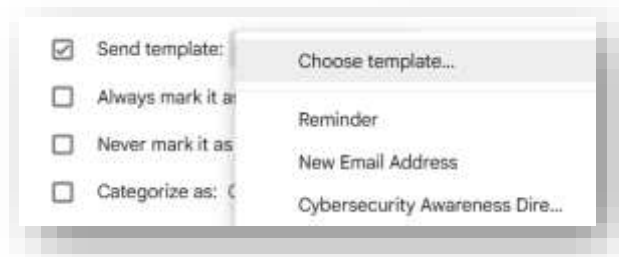 Send template:
Choose template...
Always mark it as
Reminder
Never mark it as
New Email Address
Categorize as:
Cybersecurity Awareness Dire...